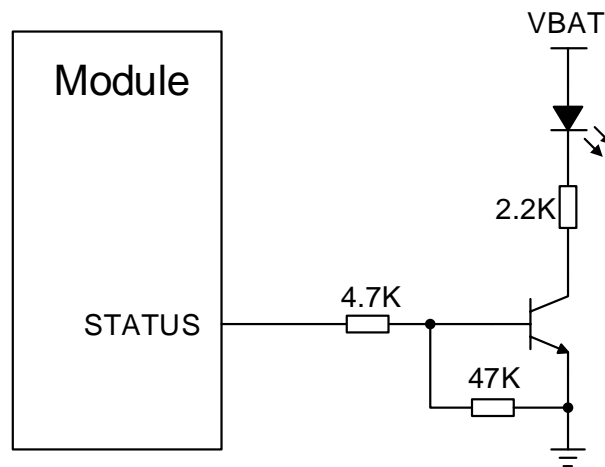 VBAT
Module
2.2K
4.7K
STATUS
47K